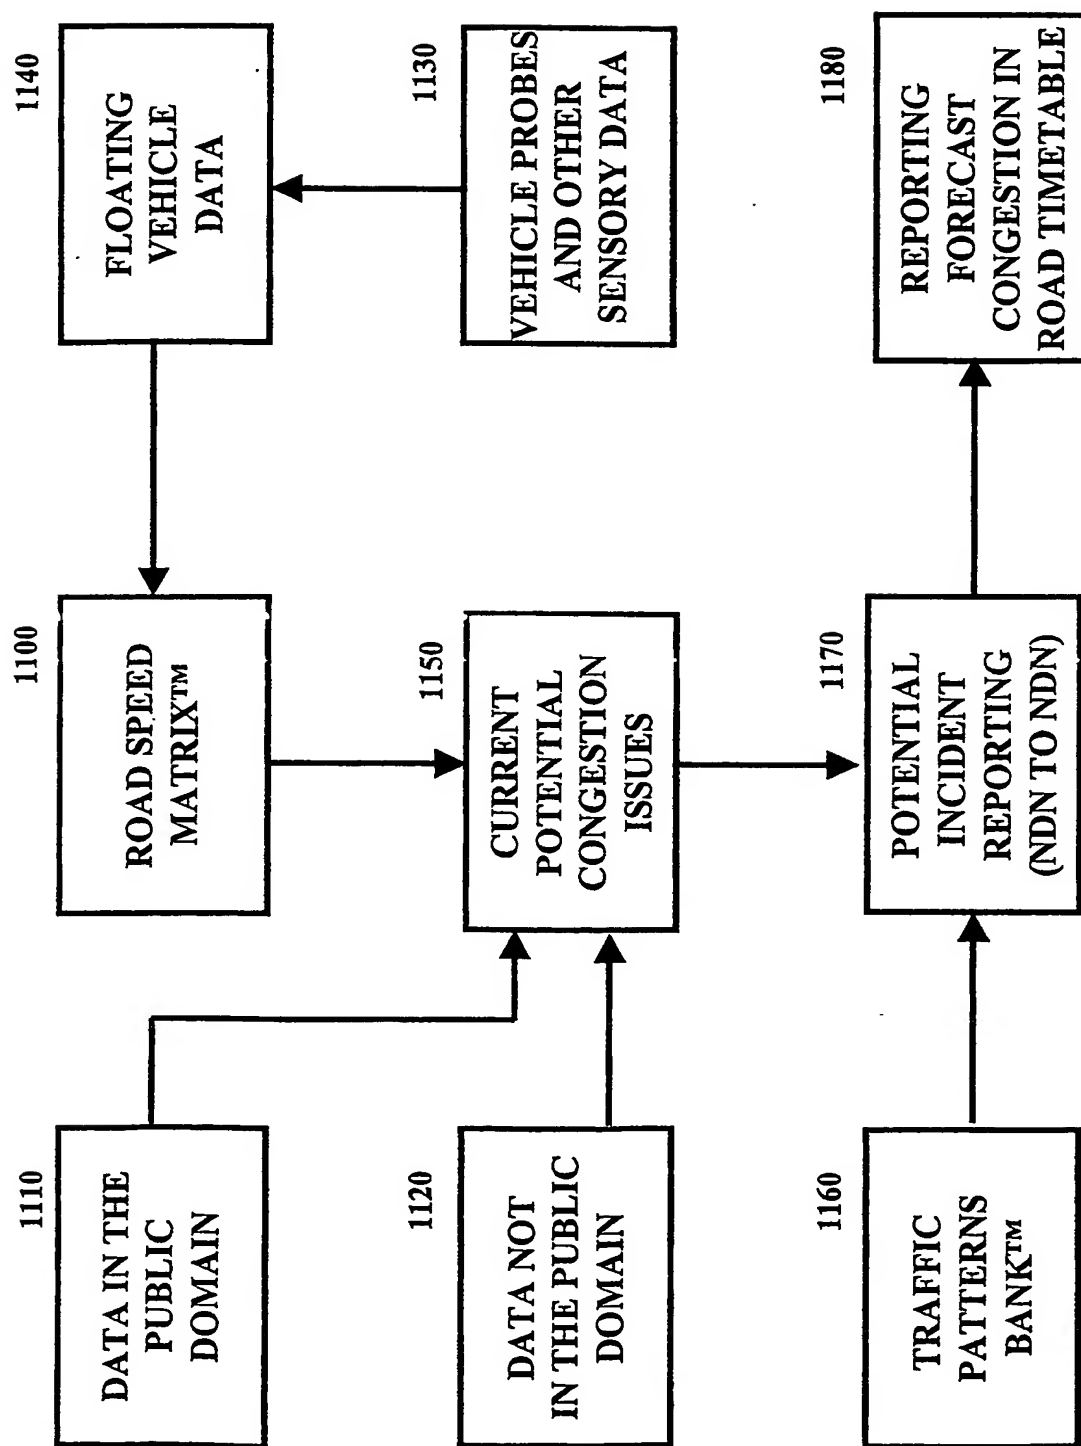 1110
DATA IN THE
PUBLIC
DOMAIN
1100
ROAD SPEED
MATRIX™
1140
FLOATING
VEHICLE
DATA
1120
DATA NOT
IN THE PUBLIC
DOMAIN
1150
CURRENT
POTENTIAL
CONGESTION
ISSUES
1130
VEHICLE PROBES
AND OTHER
SENSORY DATA
1160
TRAFFIC
PATTERNS
BANK™
1170
POTENTIAL
INCIDENT
REPORTING
(NDN TO NDN)
1180
REPORTING
FORECAST
CONGESTION IN
ROAD TIMETABLE